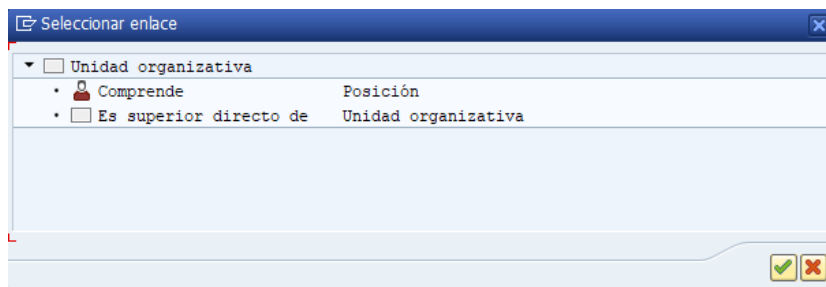 Seleccionar enlace
Unidad organizativa
Comprende Posición
Es superior directo de Unidad organizativa